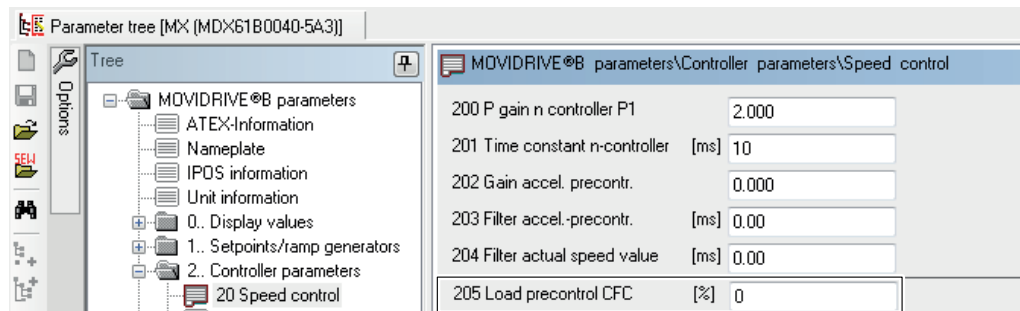 Parameter tree [MX (MDX61B0040-5A3)]
Options
SEW
Tree
MOVIDRIVE®B parameters
ATEX-Information
Nameplate
IPOS information
Unit information
0.. Display values
1.. Setpoints/ramp generators
2.. Controller parameters
20 Speed control
MOVIDRIVE®B parameters\Controller parameters\Speed control
200 P gain n controller P1 2.000
201 Time constant n-controller [ms] 10
202 Gain accel. precontr. 0.000
203 Filter accel.-precontr. [ms] 0.00
204 Filter actual speed value [ms] 0.00
205 Load precontrol CFC [%] 0